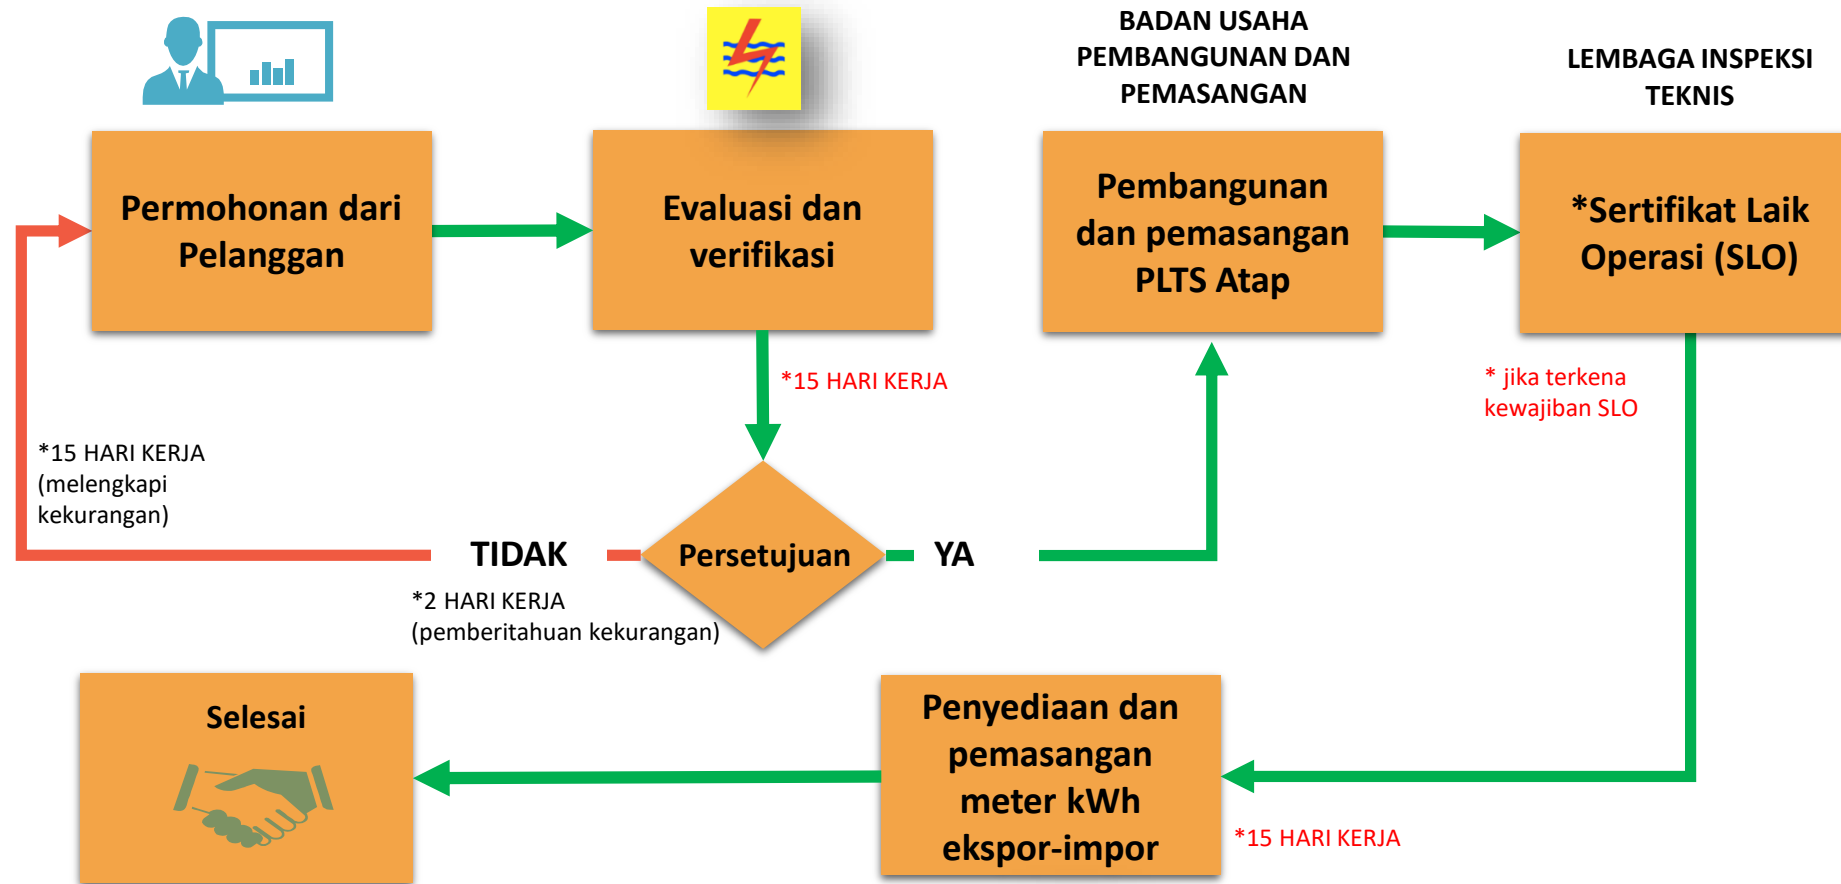 BADAN USAHA
PEMBANGUNAN DAN
PEMASANGAN
LEMBAGA INSPEKSI
TEKNIS
Permohonan dari
Pelanggan
Evaluasi dan
verifikasi
Pembangunan
dan pemasangan
PLTS Atap
*Sertifikat Laik
Operasi (SLO)
*15 HARI KERJA
* jika terkena
kewajiban SLO
*15 HARI KERJA
(melengkapi
kekurangan)
TIDAK
Persetujuan
YA
*2 HARI KERJA
(pemberitahuan kekurangan)
Selesai
Penyediaan dan
pemasangan
meter kWh
ekspor-impor
*15 HARI KERJA